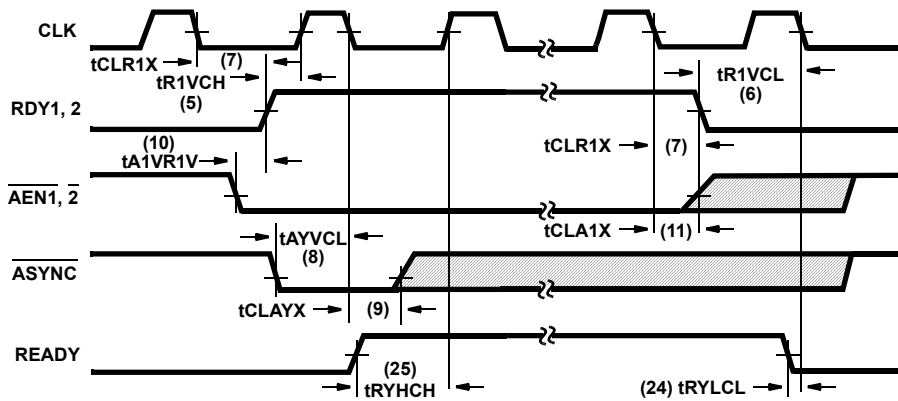 CLK
tCLR1X
(7)
tR1VCH
(5)
tR1VCL
(6)
RDY1, 2
(10)
tA1VR1V
tCLR1X
(7)
AEN1, 2
tAYVCL
(8)
tCLA1X
(11)
ASYNC
tCLAYX
(9)
READY
(25)
tRYHCH
(24) tRYLCL